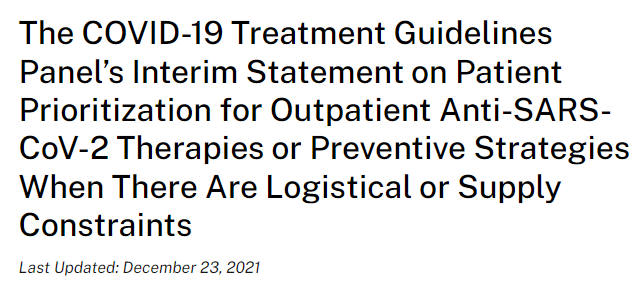 The COVID-19 Treatment Guidelines
Panel's Interim Statement on Patient
Prioritization for Outpatient Anti-SARS-
CoV-2 Therapies or Preventive Strategies
When There Are Logistical or Supply
Constraints
Last Updated: December 23, 2021